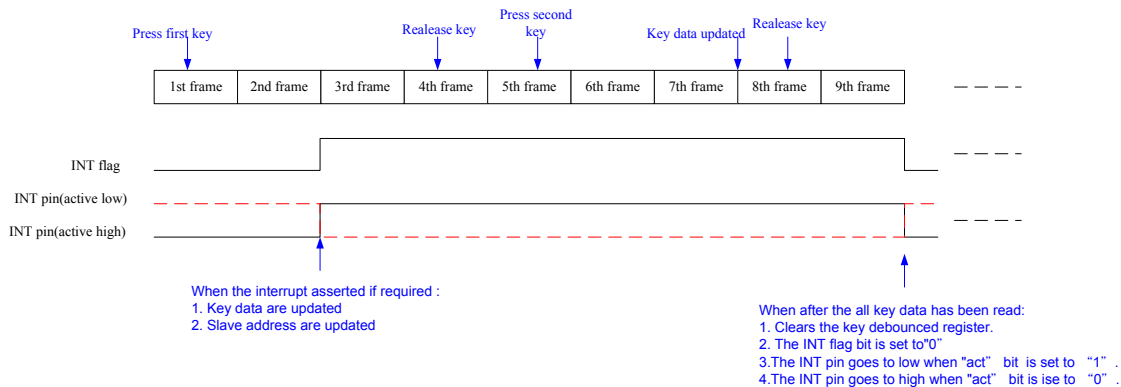 Press first key
Realease key
Press second
key
Key data updated
Realease key
1st frame
2nd frame
3rd frame
4th frame
5th frame
6th frame
7th frame
8th frame
9th frame
INT flag
INT pin(active low)
INT pin(active high)
When the interrupt asserted if required :
1. Key data are updated
2. Slave address are updated
When after the all key data has been read:
1. Clears the key debounced register.
2. The INT flag bit is set to"0”
3.The INT pin goes to low when "act” bit is set to “1”.
4.The INT pin goes to high when "act” bit is ise to “0”.